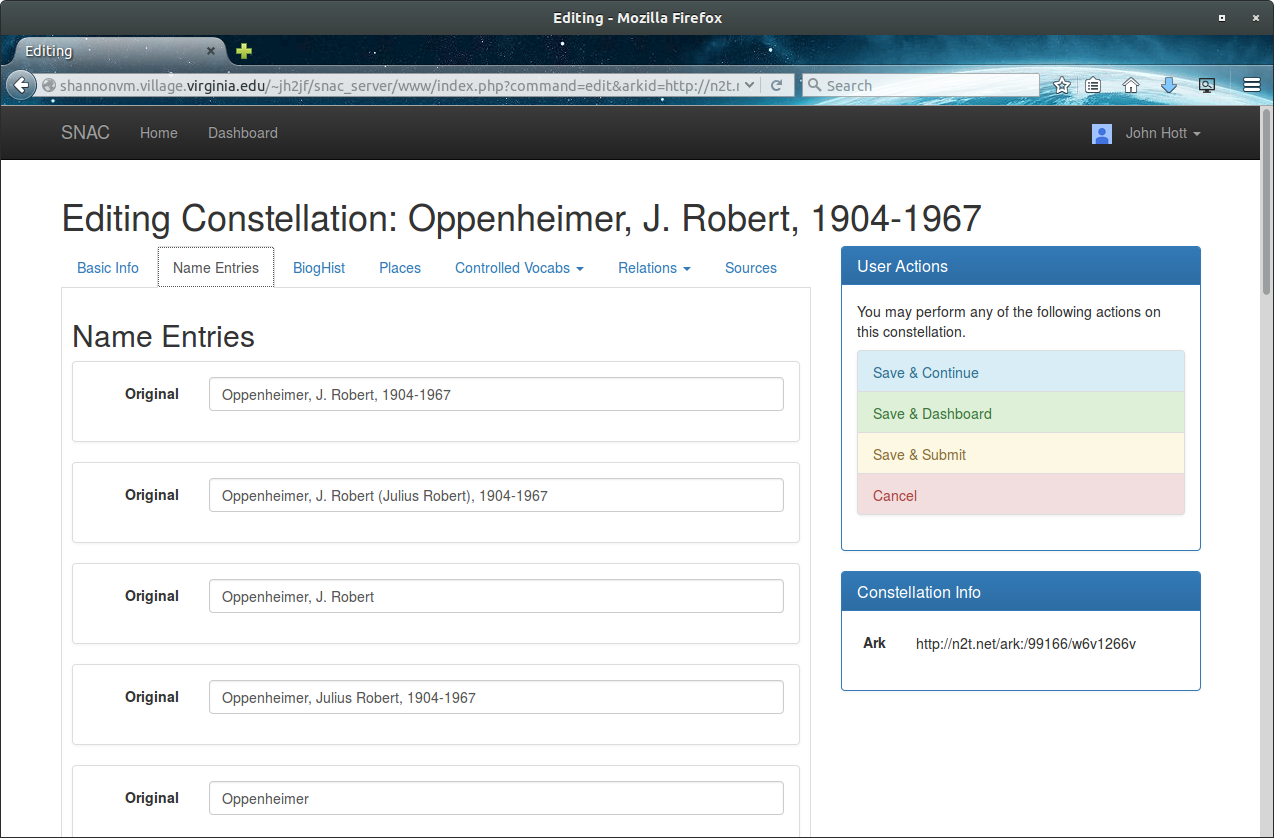 Editing - Mozilla Firefox
Editing
shannonvm.village.virginia.edu/~jh2jf/snac_server/www/index.php?command=edit&arkid=http://n2t.r
Search
SNAC Home Dashboard John Hott
Editing Constellation: Oppenheimer, J. Robert, 1904-1967
Basic Info Name Entries BiogHist Places Controlled Vocabs Relations Sources
Name Entries
Original Oppenheimer, J. Robert, 1904-1967
Original Oppenheimer, J. Robert (Julius Robert), 1904-1967
Original Oppenheimer, J. Robert
Original Oppenheimer, Julius Robert, 1904-1967
Original Oppenheimer
User Actions
You may perform any of the following actions on
this constellation.
Save & Continue
Save & Dashboard
Save & Submit
Cancel
Constellation Info
Ark http://n2t.net/ark:/99166/w6v1266v